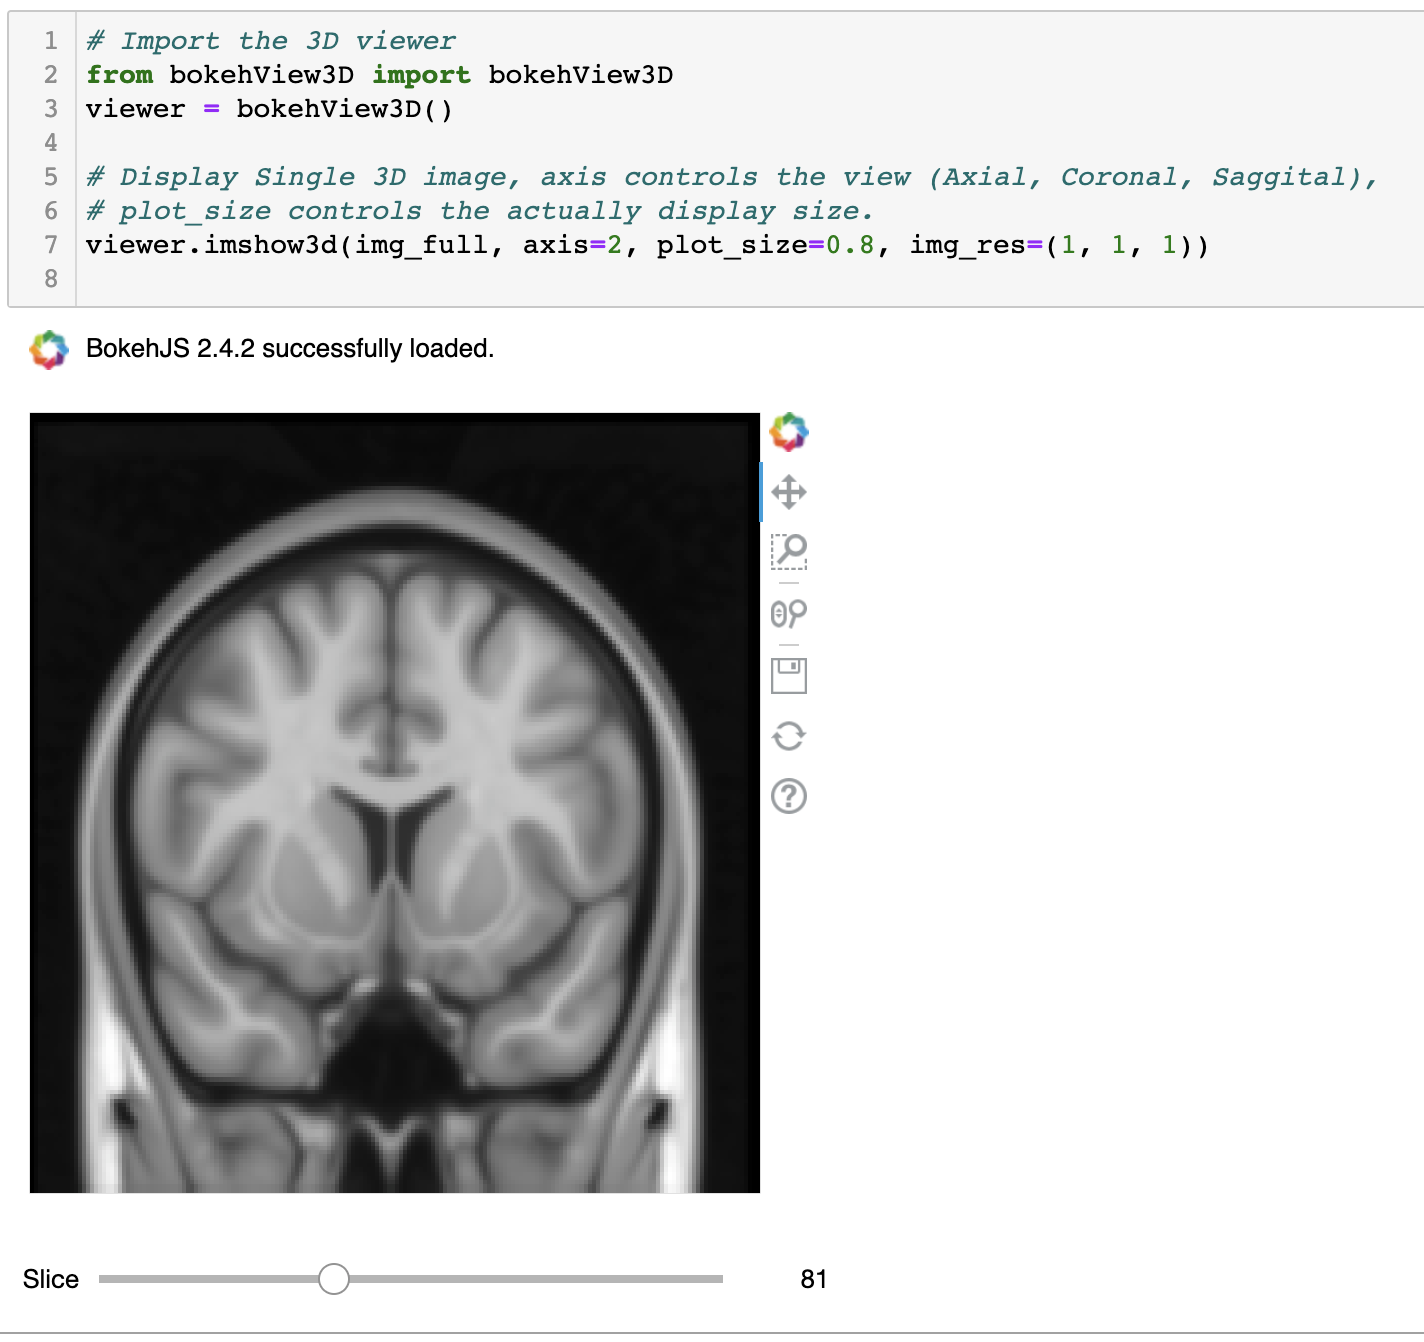 1 # Import the 3D viewer
2 from bokehView3D import bokehView3D
3 viewer = bokehView3D()
4
5 # Display Single 3D image, axis controls the view (Axial, Coronal, Saggital),
6 # plot_size controls the actually display size.
7 viewer.imshow3d(img_full, axis=2, plot_size=0.8, img_res=(1, 1, 1))
8
BokehJS 2.4.2 successfully loaded.
Slice 81